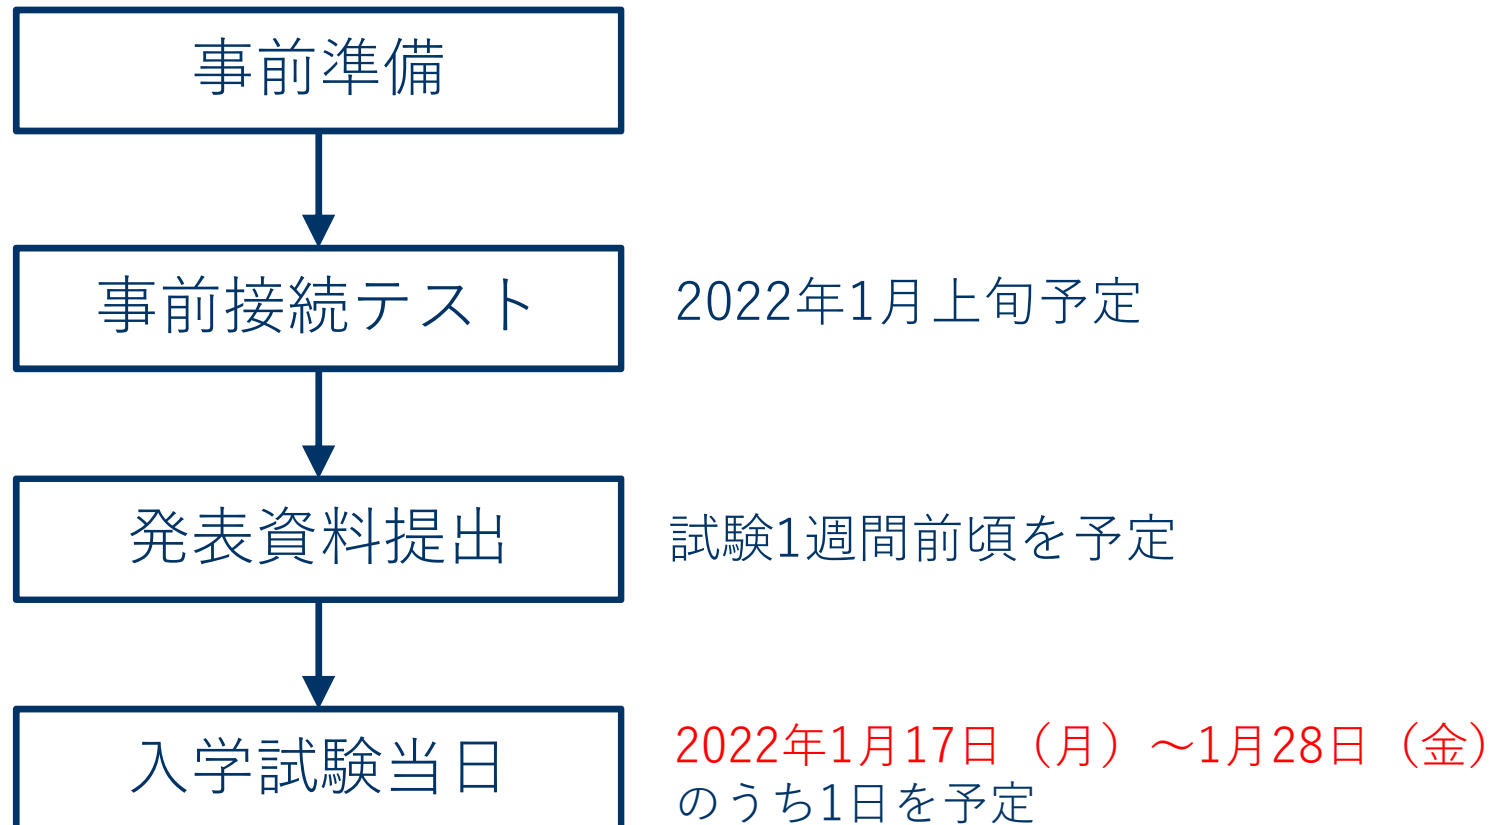 事前準備
事前接続テスト
2022年1月上旬予定
発表資料提出
試験1週間前頃を予定
入学試験当日
2022年1月17日（月）～1月28日（金）
のうち1日を予定